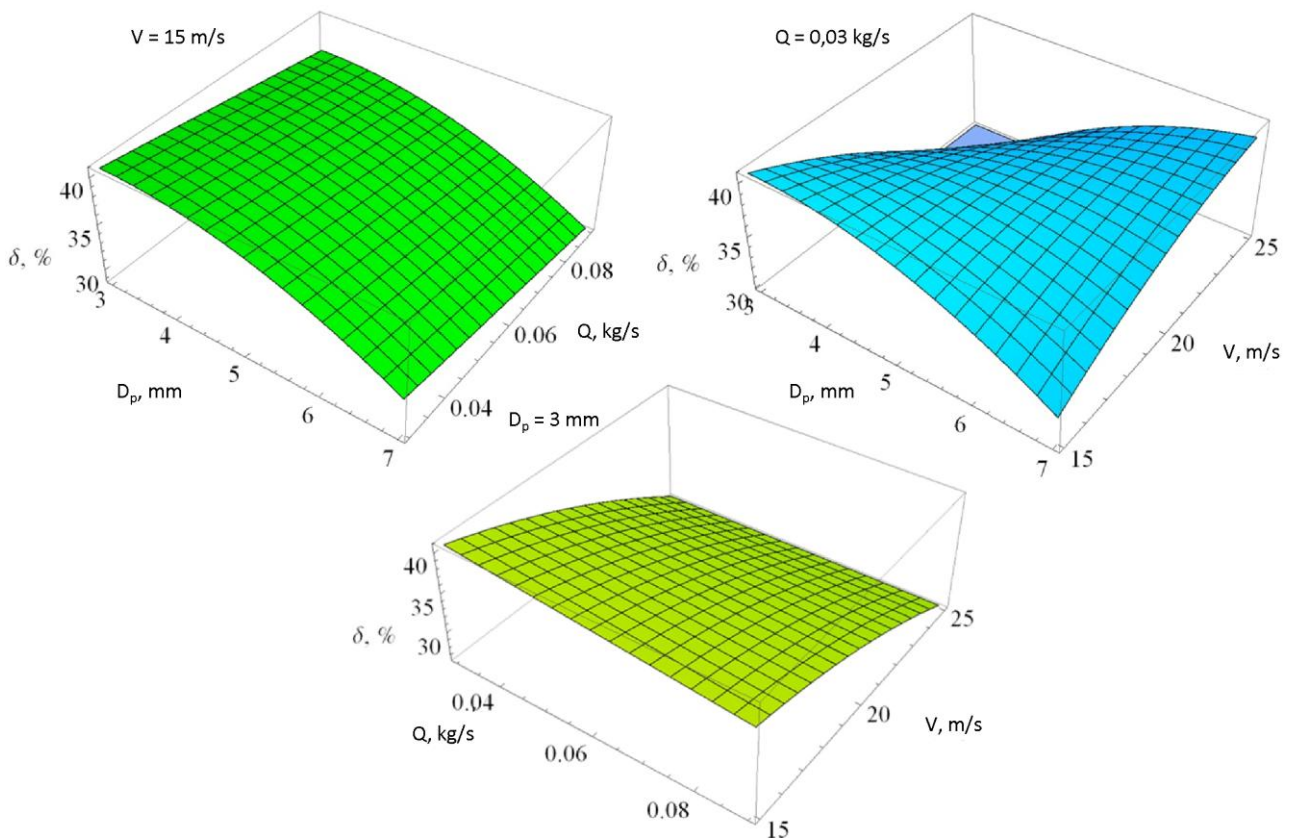 V = 15 m/s
40
35
δ, %
30
3
4
5
6
7
D_p, mm
0.04
0.06
0.08
Q, kg/s
Q = 0,03 kg/s
40
35
δ, %
30
3
4
5
6
7
D_p, mm
15
20
25
V, m/s
D_p = 3 mm
40
35
δ, %
30
0.04
0.06
0.08
Q, kg/s
15
20
25
V, m/s